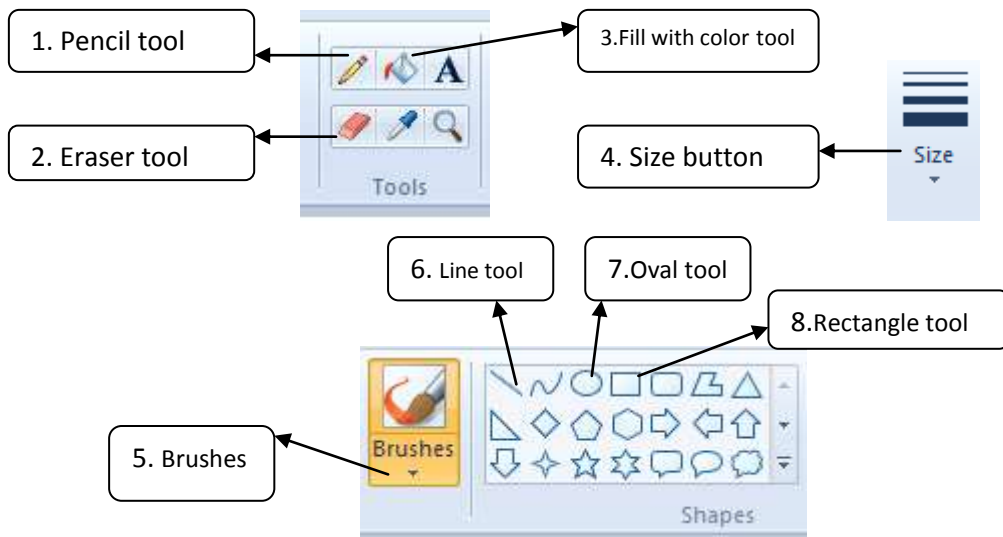 1. Pencil tool
3.Fill with color tool
A
2. Eraser tool
Tools
4. Size button
Size
6. Line tool
7.Oval tool
8.Rectangle tool
5. Brushes
Brushes
Shapes